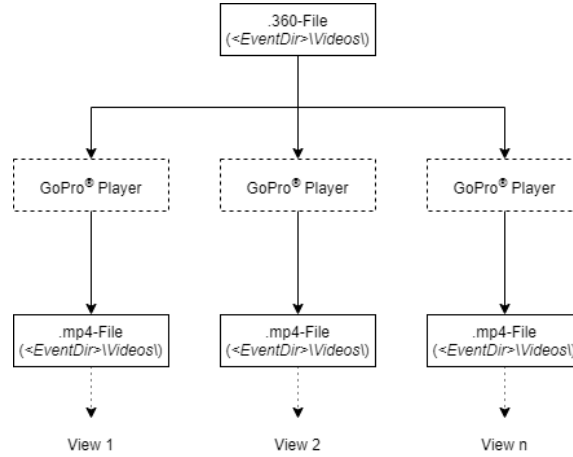 .360-File
(<EventDir>\Videos\)
GoPro® Player
GoPro® Player
GoPro® Player
.mp4-File
(<EventDir>\Videos\)
.mp4-File
(<EventDir>\Videos\)
.mp4-File
(<EventDir>\Videos\)
View 1
View 2
View n